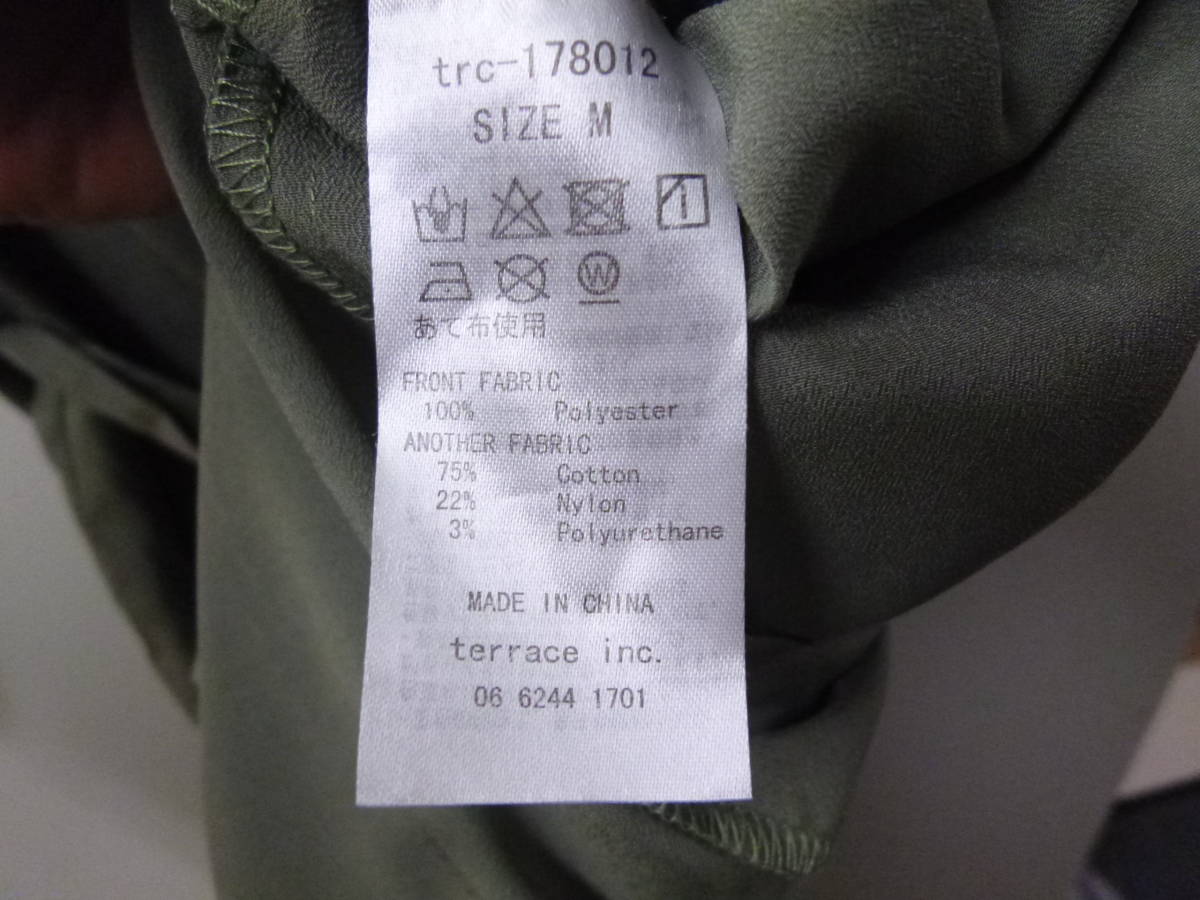 trc-178012
SIZE M
W
あて布使用
FRONT FABRIC
100% Polyester
ANOTHER FABRIC
75% Cotton
22% Nylon
3% Polyurethane
MADE IN CHINA
terrace inc.
06 6244 1701